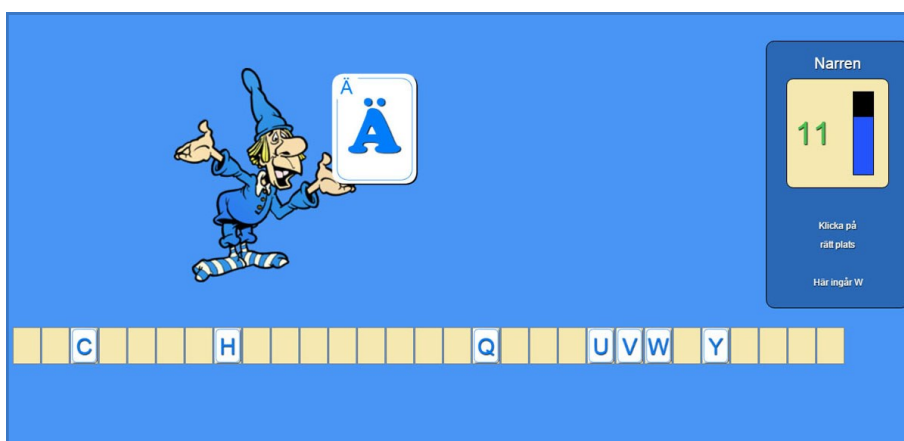 Ä
Ä
Narren
11
Klicka på
rätt plats
Här ingår W
C H Q U V W Y